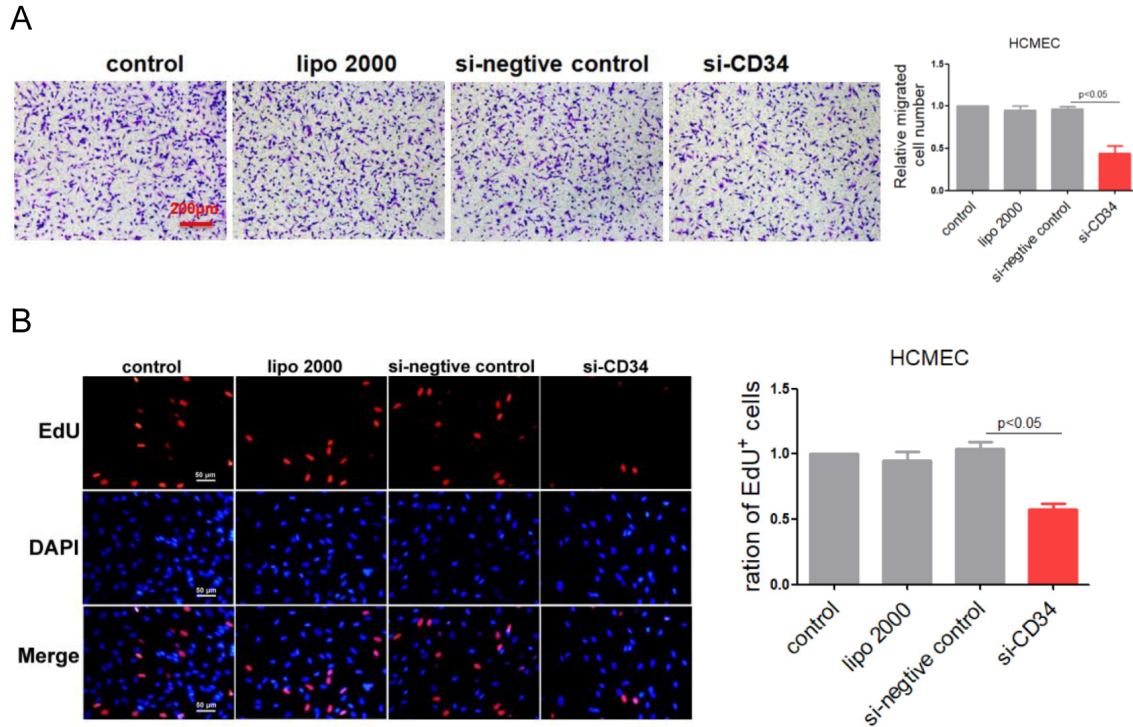 A
control
lipo 2000
si-negtive control
si-CD34
200μm
HCMEC
Relative migrated
cell number
1.5
1.0
0.5
0.0
p<0.05
control
lipo 2000
si-negtive control
si-CD34
B
control
lipo 2000
si-negtive control
si-CD34
EdU
50 μm
DAPI
50 μm
Merge
50 μm
HCMEC
ration of EdU⁺ cells
1.5
1.0
0.5
0.0
p<0.05
control
lipo 2000
si-negtive control
si-CD34